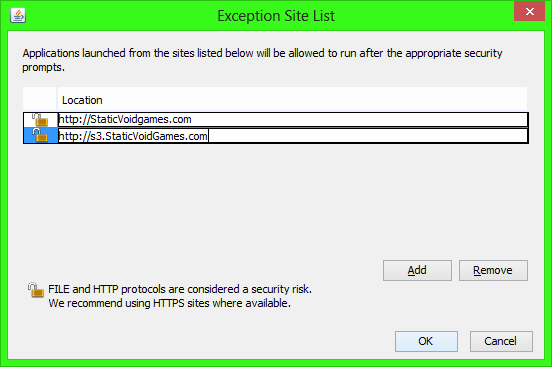 Exception Site List
Applications launched from the sites listed below will be allowed to run after the appropriate security
prompts.
Location
http://StaticVoidgames.com
http://s3.StaticVoidGames.com
Add Remove
FILE and HTTP protocols are considered a security risk.
We recommend using HTTPS sites where available.
OK Cancel